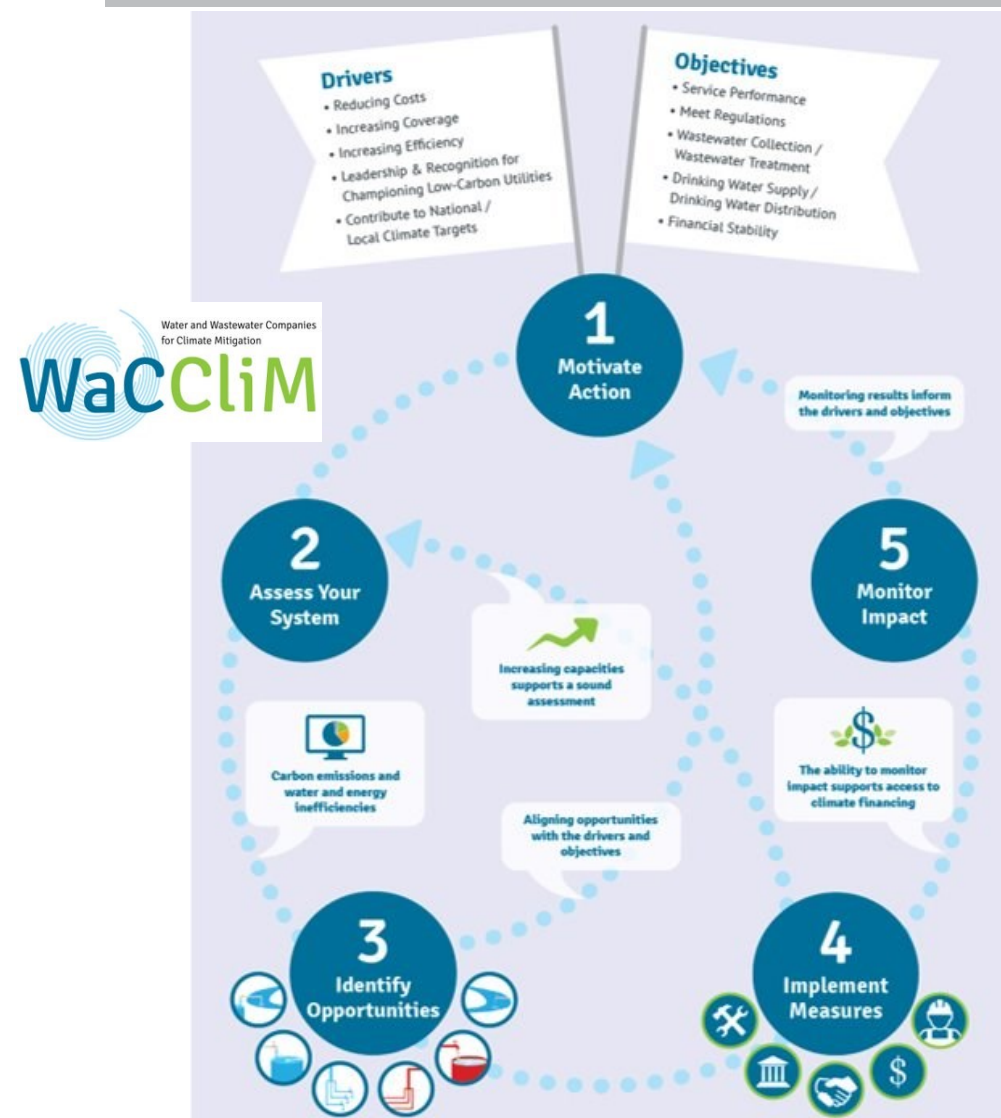 Drivers
• Reducing Costs
• Increasing Coverage
• Increasing Efficiency
• Leadership & Recognition for
Championing Low-Carbon Utilities
• Contribute to National /
Local Climate Targets
Objectives
• Service Performance
• Meet Regulations
• Wastewater Collection /
Wastewater Treatment
• Drinking Water Supply /
Drinking Water Distribution
• Financial Stability
Water and Wastewater Companies
for Climate Mitigation
WaCCliM
1
Motivate
Action
Monitoring results inform
the drivers and objectives
2
Assess Your
System
5
Monitor
Impact
Increasing capacities
supports a sound
assessment
Carbon emissions and
water and energy
inefficiencies
$
The ability to monitor
impact supports access to
climate financing
Aligning opportunities
with the drivers and
objectives
3
Identify
Opportunities
4
Implement
Measures
$